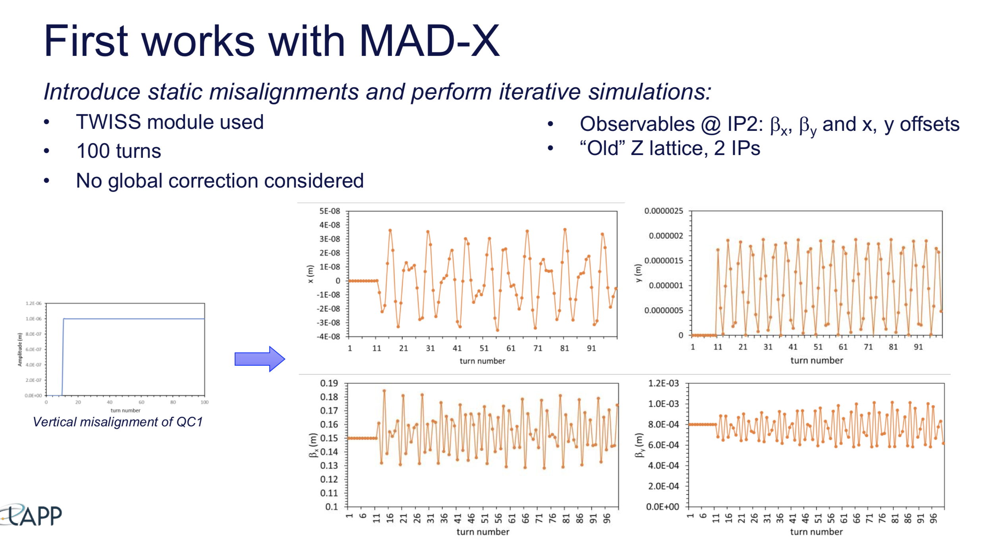 First works with MAD-X
Introduce static misalignments and perform iterative simulations:
• TWISS module used
• 100 turns
• No global correction considered
• Observables @ IP2: βx, βy and x, y offsets
• “Old” Z lattice, 2 IPs
1.2E-06
1.0E-06
8.0E-07
6.0E-07
4.0E-07
2.0E-07
0.0E+00
Amplitude (m)
0 20 40 60 80 100
turn number
Vertical misalignment of QC1
5E-08
4E-08
3E-08
2E-08
1E-08
0
-1E-08
-2E-08
-3E-08
-4E-08
x (m)
1 11 21 31 41 51 61 71 81 91
turn number
0.0000025
0.000002
0.0000015
0.000001
0.0000005
0
y (m)
1 11 21 31 41 51 61 71 81 91
turn number
0.19
0.18
0.17
0.16
0.15
0.14
0.13
0.12
0.11
0.1
βx (m)
1 6 11 16 21 26 31 36 41 46 51 56 61 66 71 76 81 86 91 96
turn number
1.2E-03
1.0E-03
8.0E-04
6.0E-04
4.0E-04
2.0E-04
0.0E+00
βy (m)
1 6 11 16 21 26 31 36 41 46 51 56 61 66 71 76 81 86 91 96
turn number
LAPP